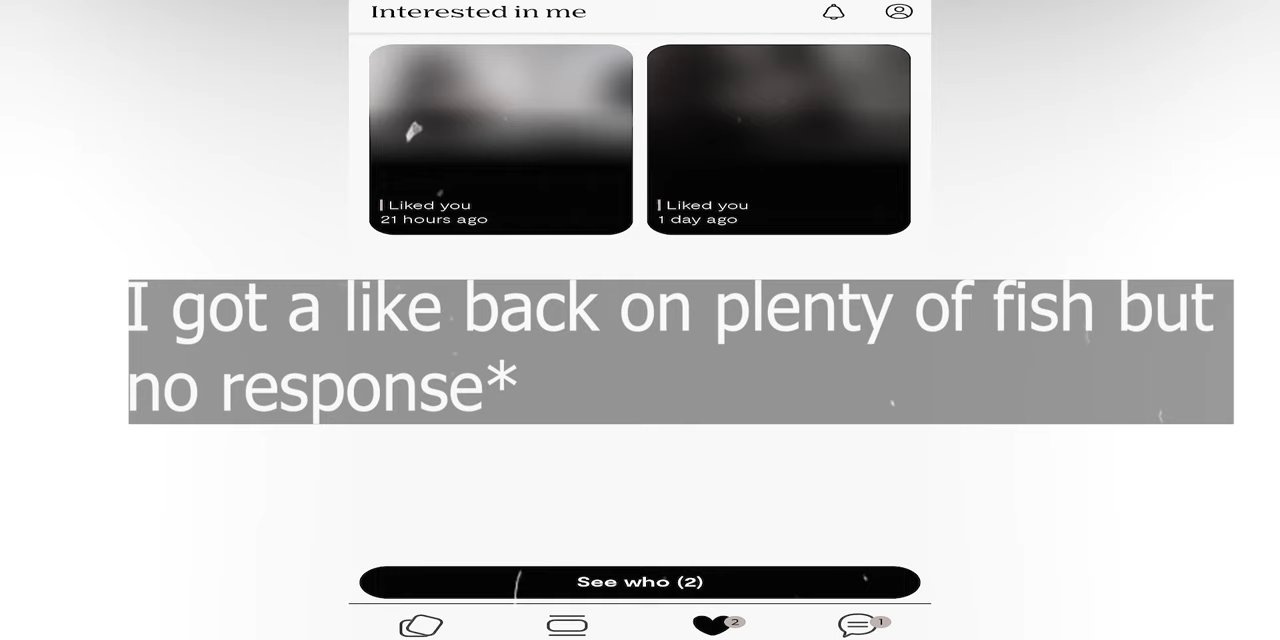 Interested in me
Liked you
21 hours ago
Liked you
1 day ago
I got a like back on plenty of fish but
no response*
See who (2)
2
1